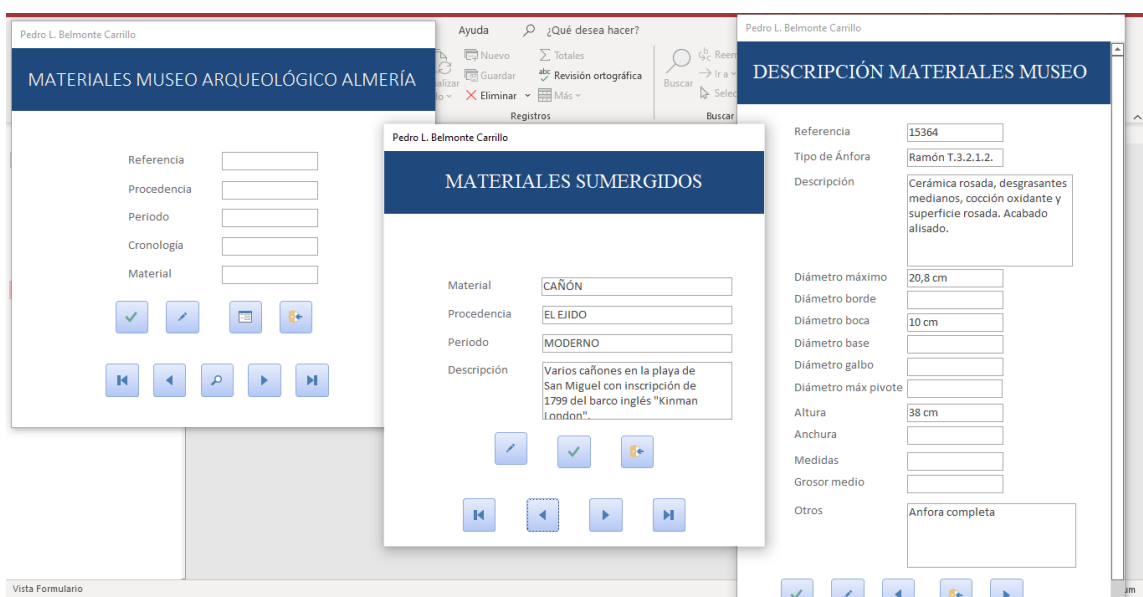 Pedro L. Belmonte Carrillo
MATERIALES MUSEO ARQUEOLÓGICO ALMERÍA
Referencia
Procedencia
Periodo
Cronología
Material
Ayuda
¿Qué desea hacer?
Nuevo
Totales
Guardar
Revisión ortográfica
Eliminar
Más
Registros
Buscar
Ir a
Buscar
Pedro L. Belmonte Carrillo
MATERIALES SUMERGIDOS
Material CAÑÓN
Procedencia EL EJIDO
Periodo MODERNO
Descripción Varios cañones en la playa de
San Miguel con inscripción de
1799 del barco inglés "Kinman
London".
Pedro L. Belmonte Carrillo
DESCRIPCIÓN MATERIALES MUSEO
Referencia 15364
Tipo de Ánfora Ramón T.3.2.1.2.
Descripción Cerámica rosada, desgrasantes
medianos, cocción oxidante y
superficie rosada. Acabado
alisado.
Diámetro máximo 20,8 cm
Diámetro borde
Diámetro boca 10 cm
Diámetro base
Diámetro galbo
Diámetro máx pivote
Altura 38 cm
Anchura
Medidas
Grosor medio
Otros Anfora completa
Vista Formulario